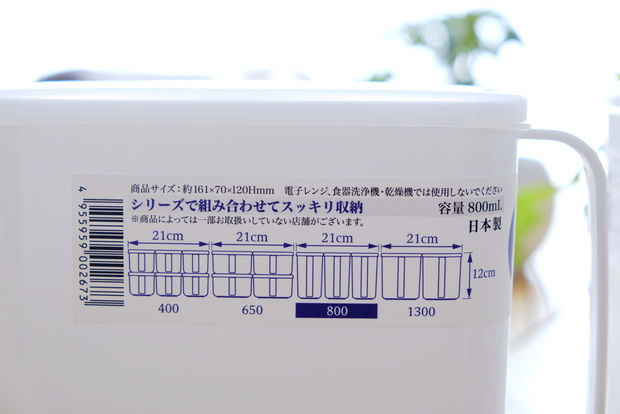 商品サイズ:約161×70×120Hmm 電子レンジ、食器洗浄機・乾燥機では使用しないでください
シリーズで組み合わせてスッキリ収納 容量 800mL
※商品によっては一部お取扱いしていない店舗がございます。 日本製
21cm 21cm 21cm 21cm
12cm
400 650 800 1300
4 955959 002673